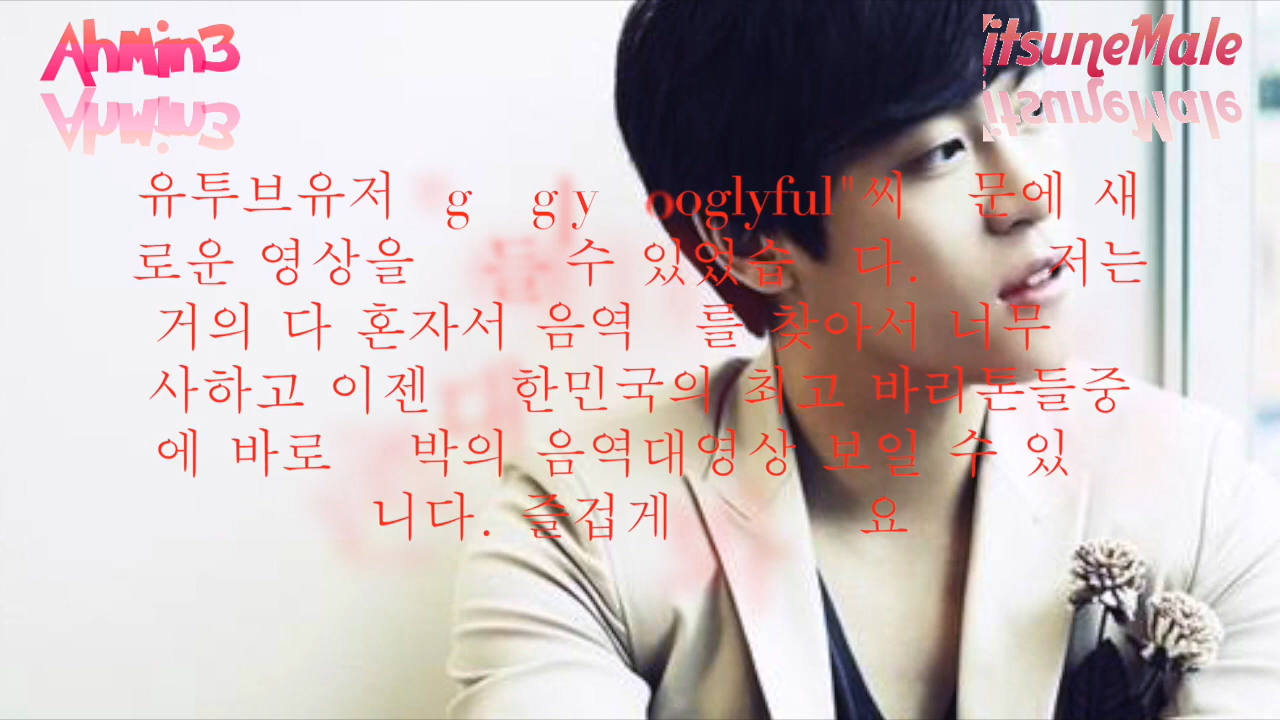 Ahmin3
itsuneMale
유투브유저 g gy ooglyful"씨 문에 새
로운 영상을 수 있었습 다. 저는
거의 다 혼자서 음역 를 찾아서 너무
사하고 이젠 한민국의 최고 바리톤들중
에 바로 박의 음역대영상 보일 수 있
니다. 즐겁게 요